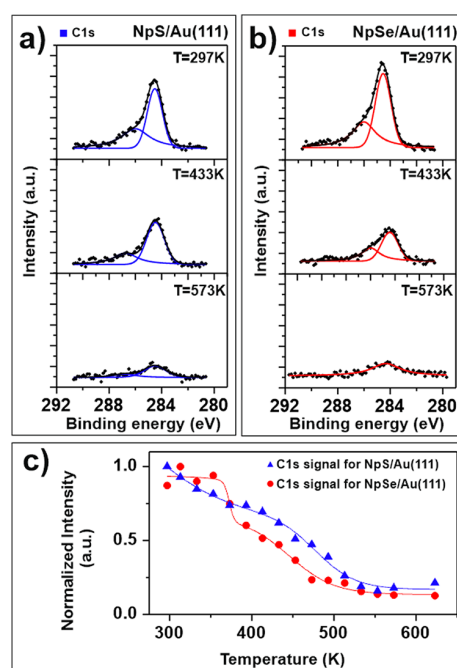 a) C1s NpS/Au(111)
T=297K
T=433K
T=573K
Intensity (a.u.)
292 288 284 280
Binding energy (eV)
b) C1s NpSe/Au(111)
T=297K
T=433K
T=573K
Intensity (a.u.)
292 288 284 280
Binding energy (eV)
c)
C1s signal for NpS/Au(111)
C1s signal for NpSe/Au(111)
Normalized Intensity
(a.u.)
1.0
0.5
0.0
300 400 500 600
Temperature (K)